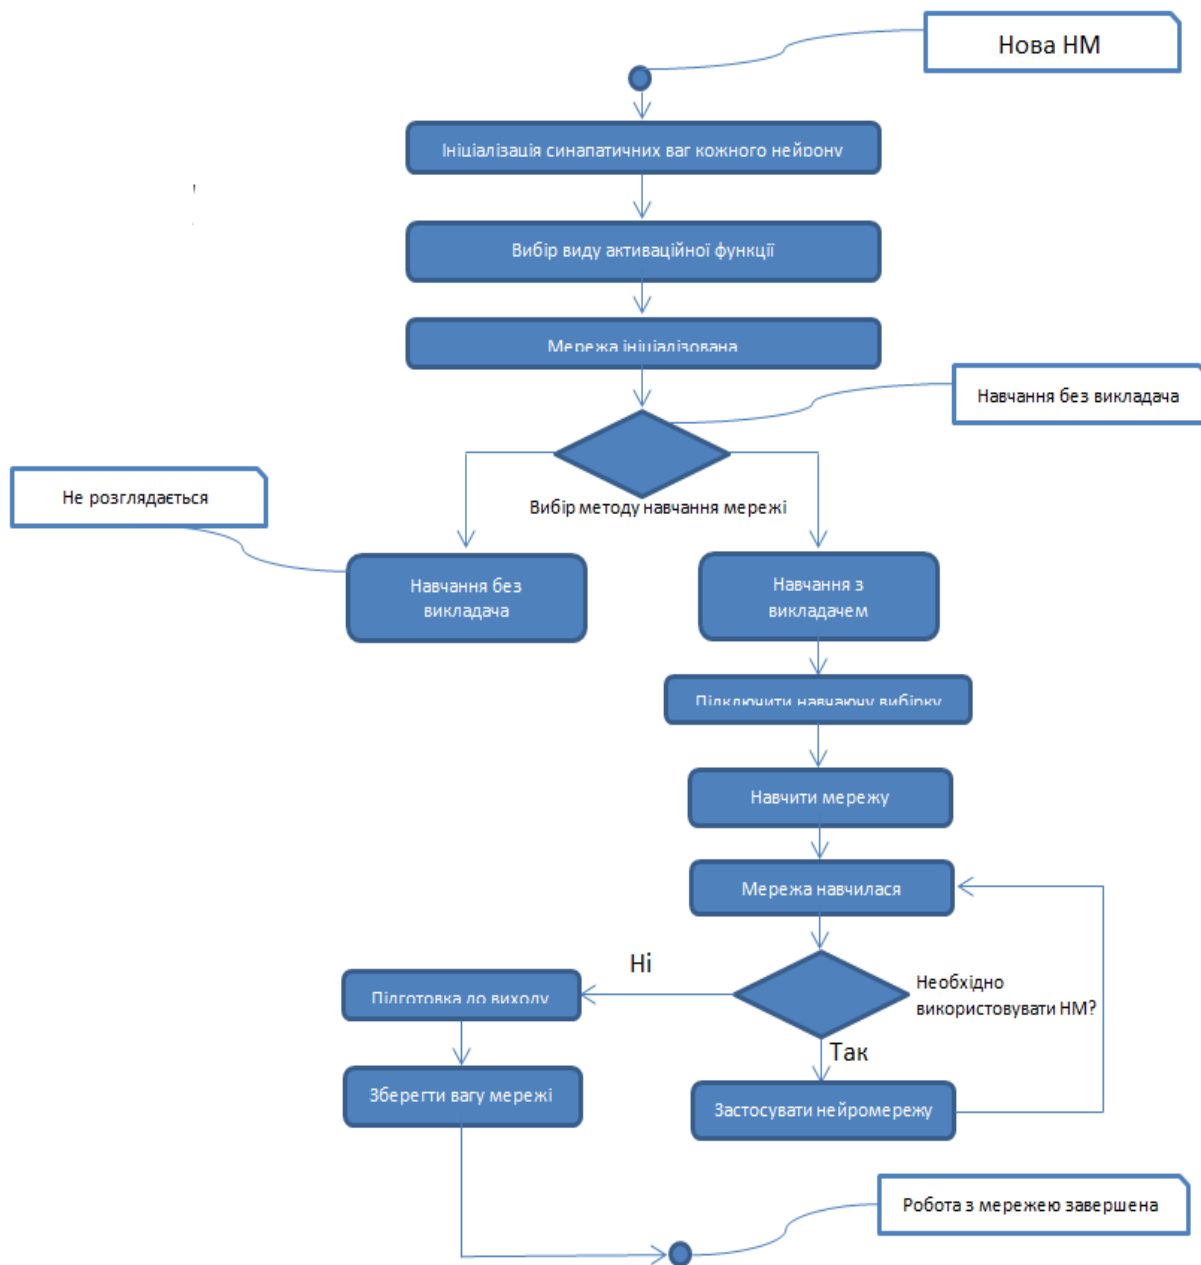 Нова НМ
Ініціалізація синапатичних ваг кожного нейрону
Вибір виду активаційної функції
Мережа ініціалізована
Навчання без викладача
Не розглядається
Вибір методу навчання мережі
Навчання без
викладача
Навчання з
викладачем
Підключити навчаючу вибірку
Навчити мережу
Мережа навчилася
Ні
Необхідно
використовувати НМ?
Підготовка до виходу
Так
Зберегти вагу мережі
Застосувати нейромережу
Робота з мережею завершена